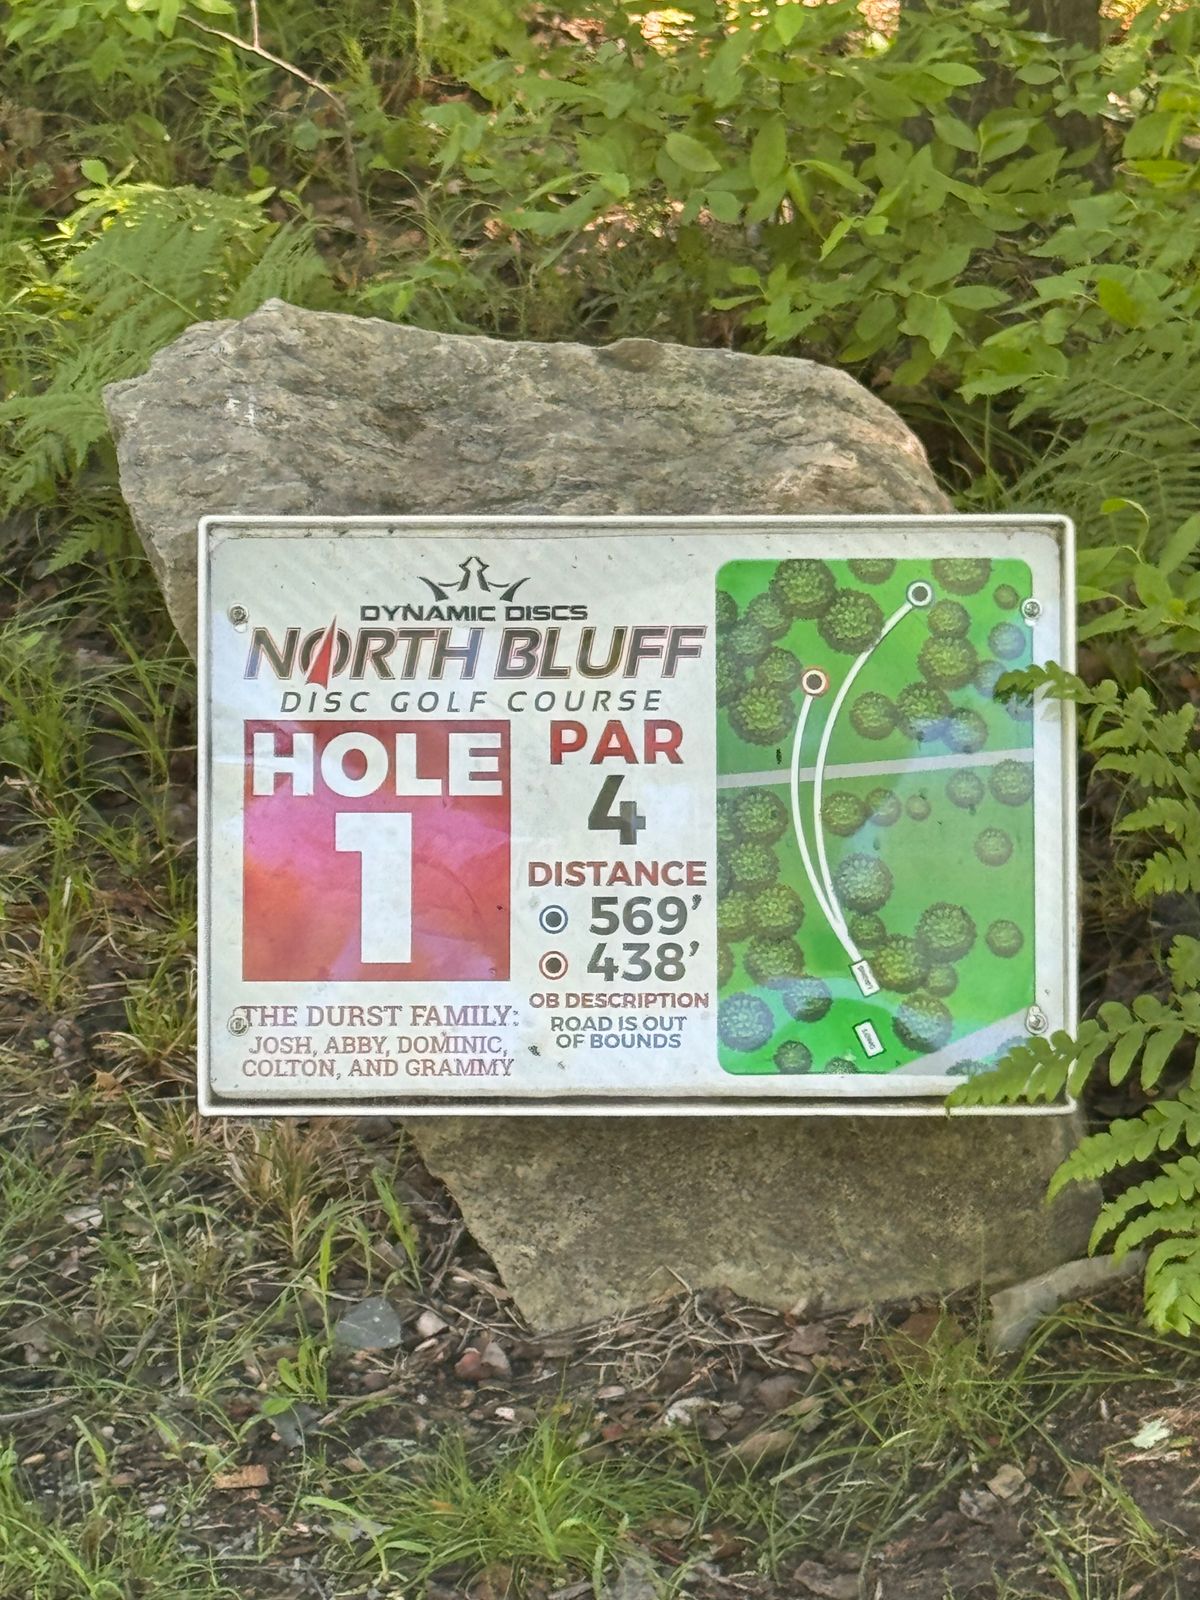 DYNAMIC DISCS
NORTH BLUFF
DISC GOLF COURSE
HOLE
1
PAR
4
DISTANCE
569’
438’
OB DESCRIPTION
ROAD IS OUT
OF BOUNDS
THE DURST FAMILY:
JOSH, ABBY, DOMINIC,
COLTON, AND GRAMMY